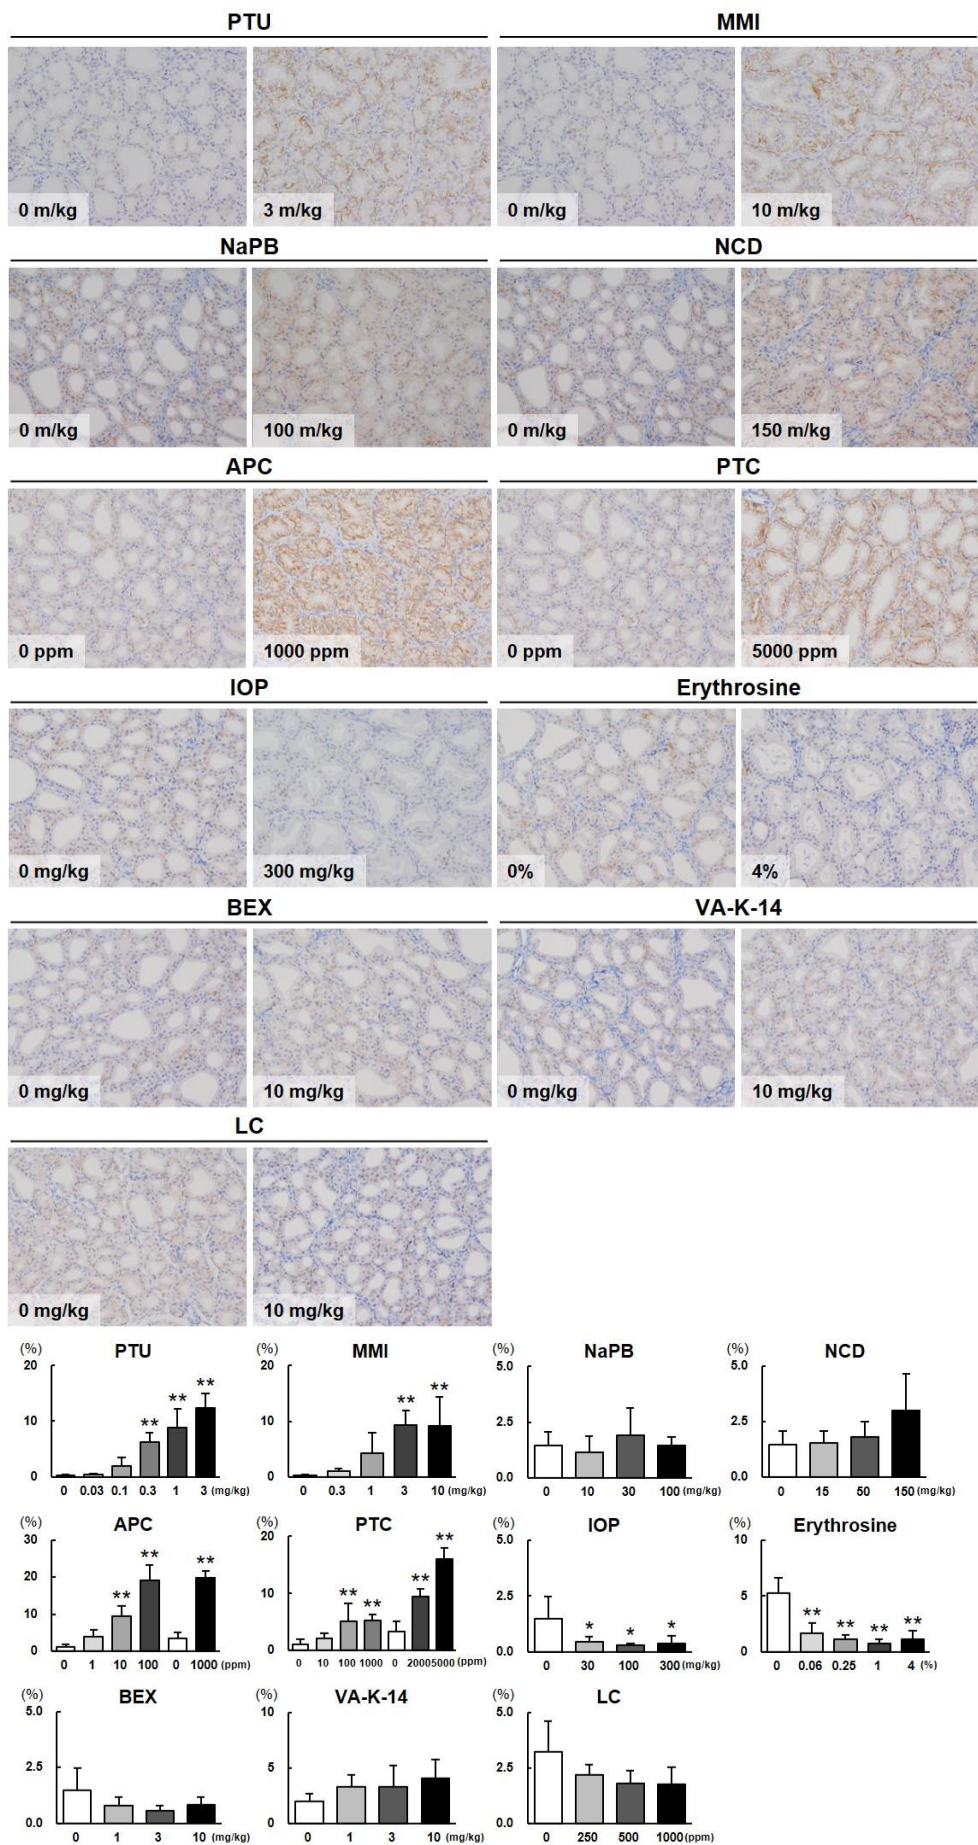 PTU MMI
0 m/kg 3 m/kg 0 m/kg 10 m/kg
NaPB NCD
0 m/kg 100 m/kg 0 m/kg 150 m/kg
APC PTC
0 ppm 1000 ppm 0 ppm 5000 ppm
IOP Erythrosine
0 mg/kg 300 mg/kg 0% 4%
BEX VA-K-14
0 mg/kg 10 mg/kg 0 mg/kg 10 mg/kg
LC
0 mg/kg 10 mg/kg
(%) PTU
20
10
0
** ** **
0 0.03 0.1 0.3 1 3 (mg/kg)
(%) MMI
20
10
0
** **
0 0.3 1 3 10 (mg/kg)
(%) NaPB
5.0
2.5
0.0
0 10 30 100 (mg/kg)
(%) NCD
5.0
2.5
0.0
0 15 50 150 (mg/kg)
(%) APC
30
20
10
0
** ** **
0 1 10 100 0 1000 (ppm)
(%) PTC
20
10
0
** ** ** **
0 10 100 1000 0 2000 5000 (ppm)
(%) IOP
5.0
2.5
0.0
* * *
0 30 100 300 (mg/kg)
(%) Erythrosine
10
5
0
** ** ** **
0 0.06 0.25 1 4 (%)
(%) BEX
5.0
2.5
0.0
0 1 3 10 (mg/kg)
(%) VA-K-14
10
5
0
0 1 3 10 (mg/kg)
(%) LC
5.0
2.5
0.0
0 250 500 1000 (ppm)